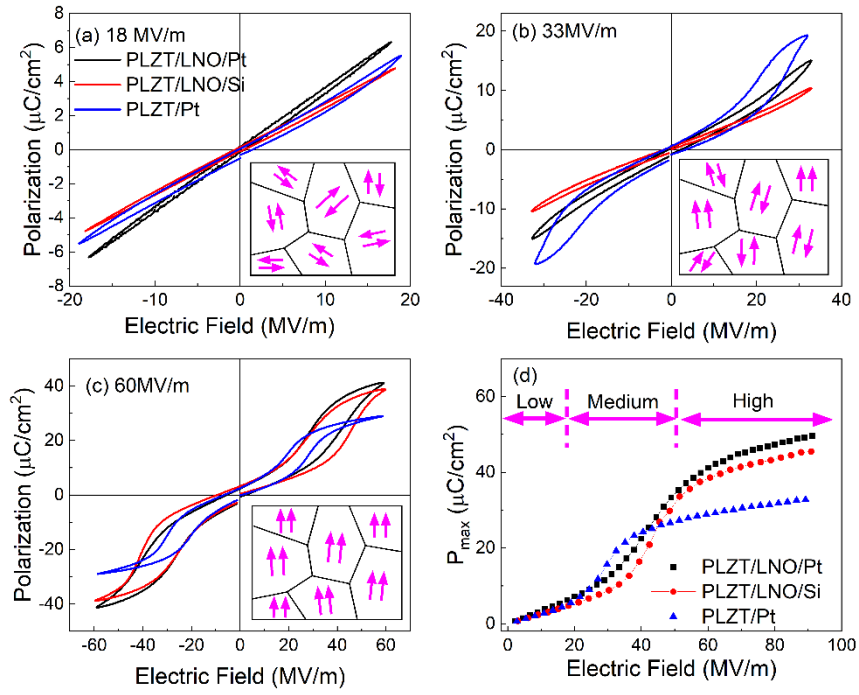 (a) 18 MV/m
PLZT/LNO/Pt
PLZT/LNO/Si
PLZT/Pt
8
6
4
2
0
-2
-4
-6
-8
-20
-10
0
10
20
Polarization (μC/cm²)
Electric Field (MV/m)
(b) 33MV/m
20
10
0
-10
-20
-40
-20
0
20
40
Polarization (μC/cm²)
Electric Field (MV/m)
(c) 60MV/m
40
20
0
-20
-40
-60
-40
-20
0
20
40
60
Polarization (μC/cm²)
Electric Field (MV/m)
(d)
Low
Medium
High
60
40
20
0
0
20
40
60
80
100
PLZT/LNO/Pt
PLZT/LNO/Si
PLZT/Pt
Pmax (μC/cm²)
Electric Field (MV/m)